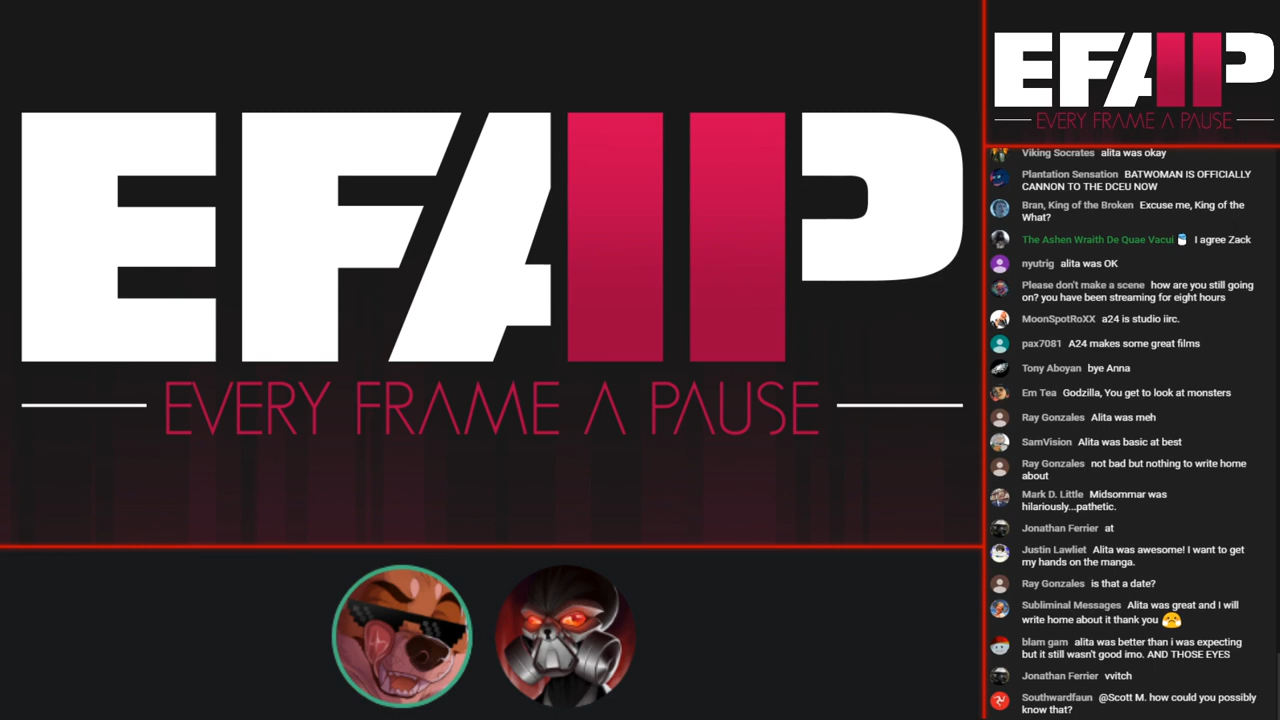 EFAP
EVERY FRAME A PAUSE
EFAP
EVERY FRAME A PAUSE
Viking Socrates alita was okay
Plantation Sensation BATWOMAN IS OFFICIALLY
CANNON TO THE DCEU NOW
Bran, King of the Broken Excuse me, King of the
What?
The Ashen Wraith De Quae Vacui I agree Zack
nyutrig alita was OK
Please don't make a scene how are you still going
on? you have been streaming for eight hours
MoonSpotRoXX a24 is studio iirc.
pax7081 A24 makes some great films
Tony Aboyan bye Anna
Em Tea Godzilla, You get to look at monsters
Ray Gonzales Alita was meh
SamVision Alita was basic at best
Ray Gonzales not bad but nothing to write home
about
Mark D. Little Midsommar was
hilariously...pathetic.
Jonathan Ferrier at
Justin Lawliet Alita was awesome! I want to get
my hands on the manga.
Ray Gonzales is that a date?
Subliminal Messages Alita was great and I will
write home about it thank you 😤
blam gam alita was better than i was expecting
but it still wasn't good imo. AND THOSE EYES
Jonathan Ferrier vvitch
Southwardfaun @Scott M. how could you possibly
know that?